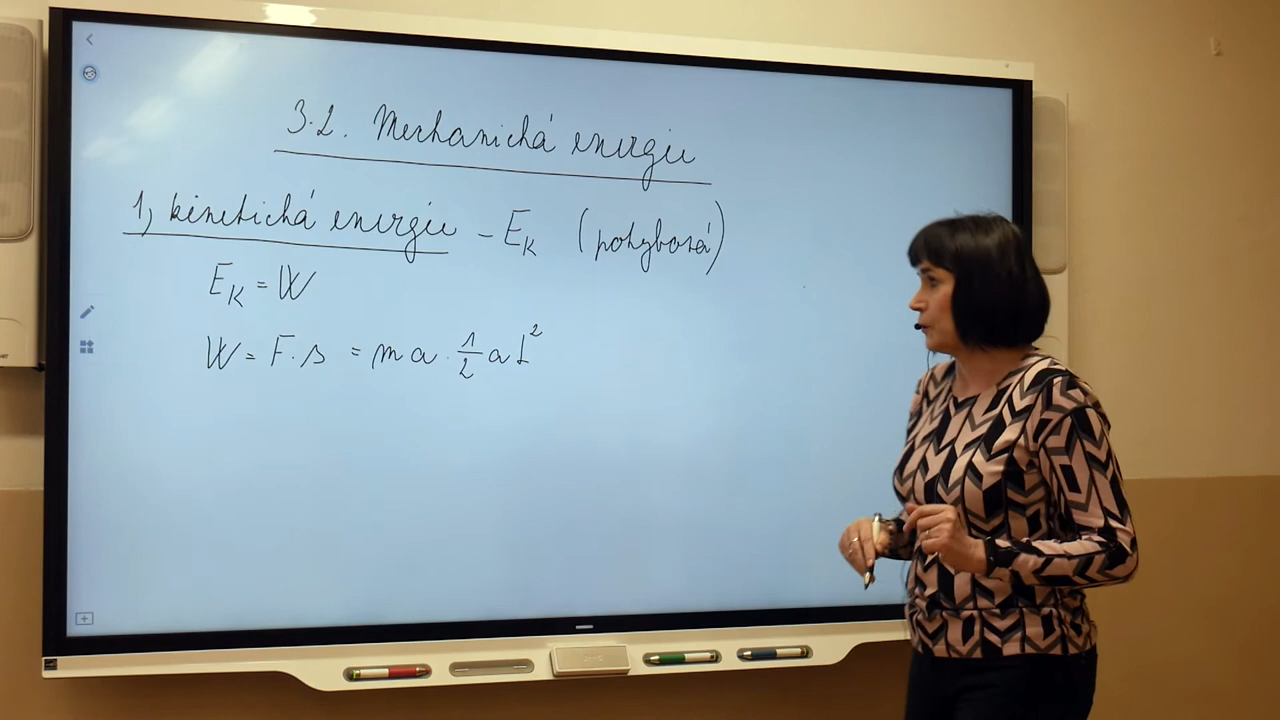 3.2. Mechanická energie
1, kinetická energie - EK (pohybová)
EK = W
W = F. s = m a . 1/2 a t²